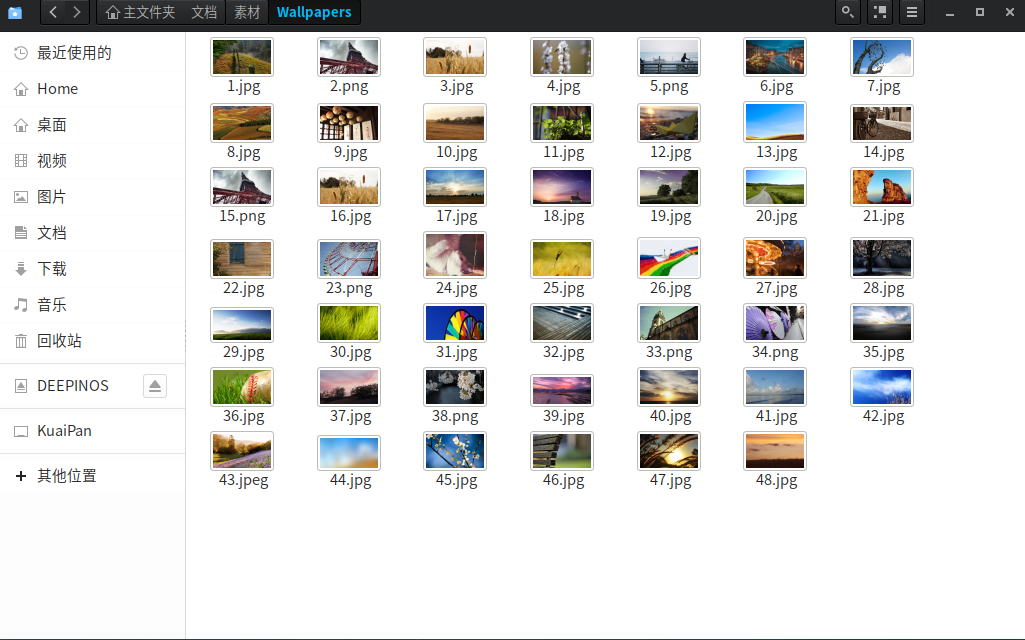 主文件夹 文档 素材 Wallpapers
最近使用的
Home
桌面
视频
图片
文档
下载
音乐
回收站
DEEPINOS
KuaiPan
其他位置
1.jpg 2.png 3.jpg 4.jpg 5.png 6.jpg 7.jpg
8.jpg 9.jpg 10.jpg 11.jpg 12.jpg 13.jpg 14.jpg
15.png 16.jpg 17.jpg 18.jpg 19.jpg 20.jpg 21.jpg
22.jpg 23.png 24.jpg 25.jpg 26.jpg 27.jpg 28.jpg
29.jpg 30.jpg 31.jpg 32.jpg 33.png 34.png 35.jpg
36.jpg 37.jpg 38.png 39.jpg 40.jpg 41.jpg 42.jpg
43.jpeg 44.jpg 45.jpg 46.jpg 47.jpg 48.jpg